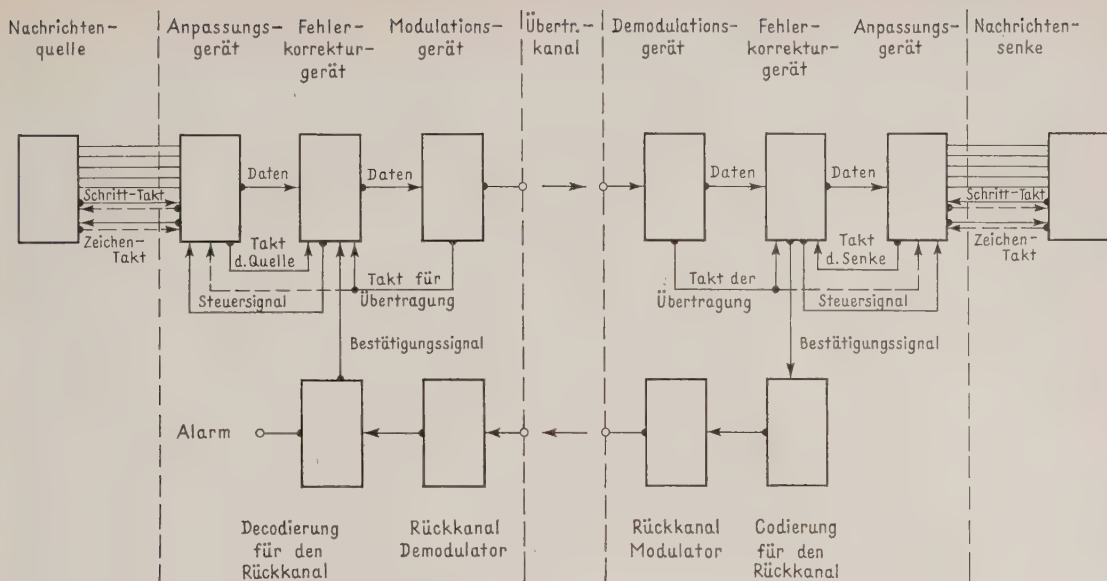 Nachrichten-
quelle
Anpassungs-
gerät
Fehler-
korrektur-
gerät
Modulations-
gerät
Übertr.-
kanal
Demodulations-
gerät
Fehler-
korrektur-
gerät
Anpassungs-
gerät
Nachrichten-
senke
Schritt-Takt
Zeichen-
Takt
Daten
Daten
Takt
d. Quelle
Steuersignal
Takt für
Übertragung
Bestätigungssignal
Daten
Daten
Takt der
Übertragung
Takt
d. Senke
Steuersignal
Bestätigungssignal
Schritt-Takt
Zeichen-
Takt
Alarm
Decodierung
für den
Rückkanal
Rückkanal
Demodulator
Rückkanal
Modulator
Codierung
für den
Rückkanal